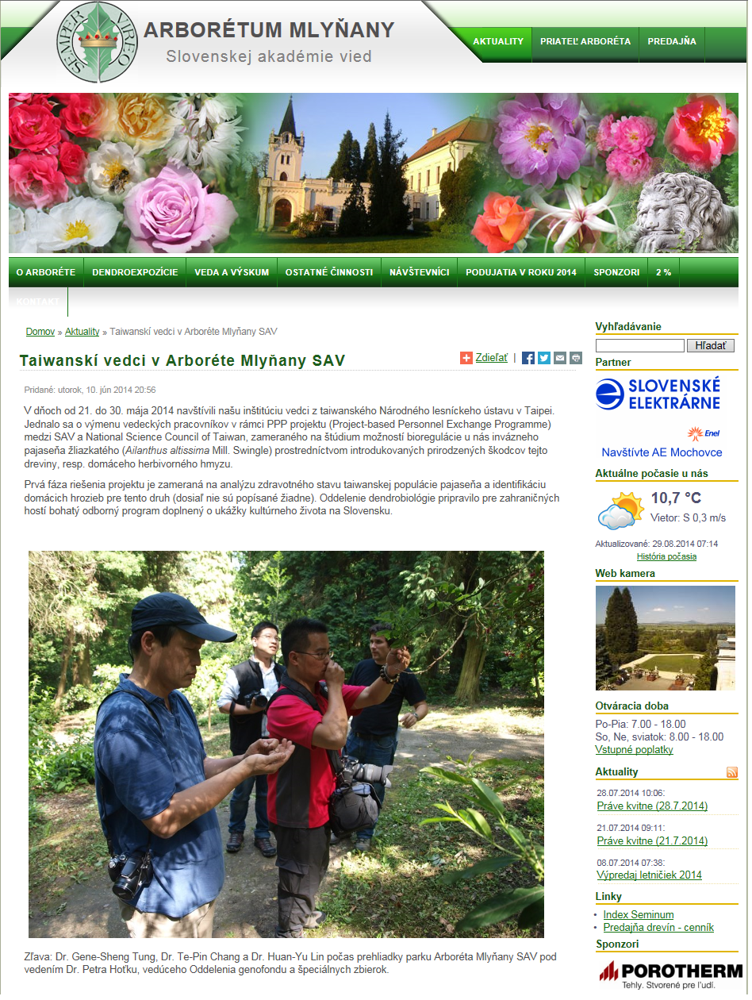 SEMPER VIREO
ARBORÉTUM MLYŇANY
Slovenskej akadémie vied
AKTUALITY
PRIATEĽ ARBORÉTA
PREDAJŇA
O ARBORÉTE
DENDROEXPOZÍCIE
VEDA A VÝSKUM
OSTATNÉ ČINNOSTI
NÁVŠTEVNÍCI
PODUJATIA V ROKU 2014
SPONZORI
2 %
KONTAKT
Domov » Aktuality » Taiwanskí vedci v Arboréte Mlyňany SAV
Taiwanskí vedci v Arboréte Mlyňany SAV
Zdieľať |
Pridané: utorok, 10. jún 2014 20:56
V dňoch od 21. do 30. mája 2014 navštívili našu inštitúciu vedci z taiwanského Národného lesníckeho ústavu v Taipei.
Jednalo sa o výmenu vedeckých pracovníkov v rámci PPP projektu (Project-based Personnel Exchange Programme)
medzi SAV a National Science Council of Taiwan, zameraného na štúdium možností bioregulácie u nás invázneho
pajaseňa žliazkatého (Ailanthus altissima Mill. Swingle) prostredníctvom introdukovaných prirodzených škodcov tejto
dreviny, resp. domáceho herbivorného hmyzu.
Prvá fáza riešenia projektu je zameraná na analýzu zdravotného stavu taiwanskej populácie pajaseňa a identifikáciu
domácich hrozieb pre tento druh (dosiaľ nie sú popísané žiadne). Oddelenie dendrobiológie pripravilo pre zahraničných
hostí bohatý odborný program doplnený o ukážky kultúrneho života na Slovensku.
Zľava: Dr. Gene-Sheng Tung, Dr. Te-Pin Chang a Dr. Huan-Yu Lin počas prehliadky parku Arboréta Mlyňany SAV pod
vedením Dr. Petra Hoťku, vedúceho Oddelenia genofondu a špeciálnych zbierok.
Vyhľadávanie
Hľadať
Partner
SLOVENSKÉ
ELEKTRÁRNE
Enel
Navštívte AE Mochovce
Aktuálne počasie u nás
10,7 °C
Vietor: S 0,3 m/s
Aktualizované: 29.08.2014 07:14
História počasia
Web kamera
Otváracia doba
Po-Pia: 7.00 - 18.00
So, Ne, sviatok: 8.00 - 18.00
Vstupné poplatky
Aktuality
28.07.2014 10:06:
Práve kvitne (28.7.2014)
21.07.2014 09:11:
Práve kvitne (21.7.2014)
08.07.2014 07:38:
Výpredaj letničiek 2014
Linky
• Index Seminum
• Predajňa drevín - cenník
Sponzori
POROTHERM
Tehly. Stvorené pre ľudí.